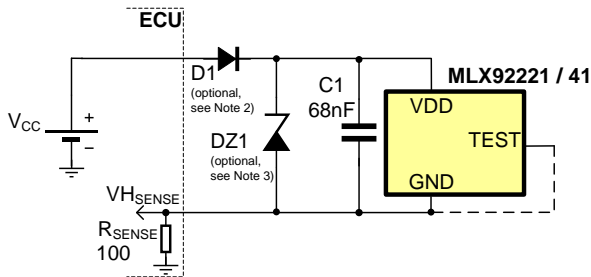 ECU
D1
(optional,
see Note 2)
C1
68nF
MLX92221 / 41
VDD
TEST
GND
VCC
+
−
DZ1
(optional,
see Note 3)
VHSENSE
RSENSE
100